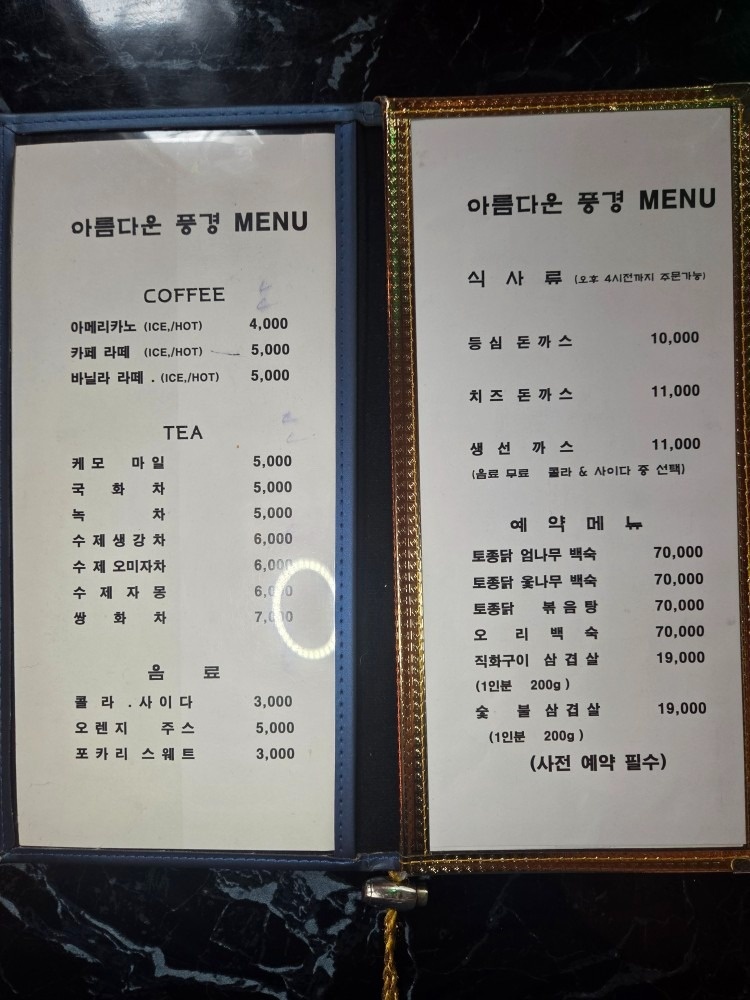 아름다운 풍경 MENU
COFFEE
아메리카노 (ICE,/HOT) 4,000
카페 라떼 (ICE,/HOT) 5,000
바닐라 라떼 . (ICE,/HOT) 5,000
TEA
케모마일 5,000
국화차 5,000
녹차 5,000
수제생강차 6,000
수제오미자차 6,000
수제자몽 6,000
쌍화차 7,000
음료
콜라 . 사이다 3,000
오렌지 주스 5,000
포카리 스웨트 3,000
아름다운 풍경 MENU
식사류 (오후 4시전까지 주문가능)
등심 돈까스 10,000
치즈 돈까스 11,000
생선 까스 11,000
(음료 무료 콜라 & 사이다 중 선택)
예약메뉴
토종닭 엄나무 백숙 70,000
토종닭 옻나무 백숙 70,000
토종닭 볶음탕 70,000
오리백숙 70,000
직화구이 삼겹살 19,000
(1인분 200g)
숯불삼겹살 19,000
(1인분 200g)
(사전 예약 필수)